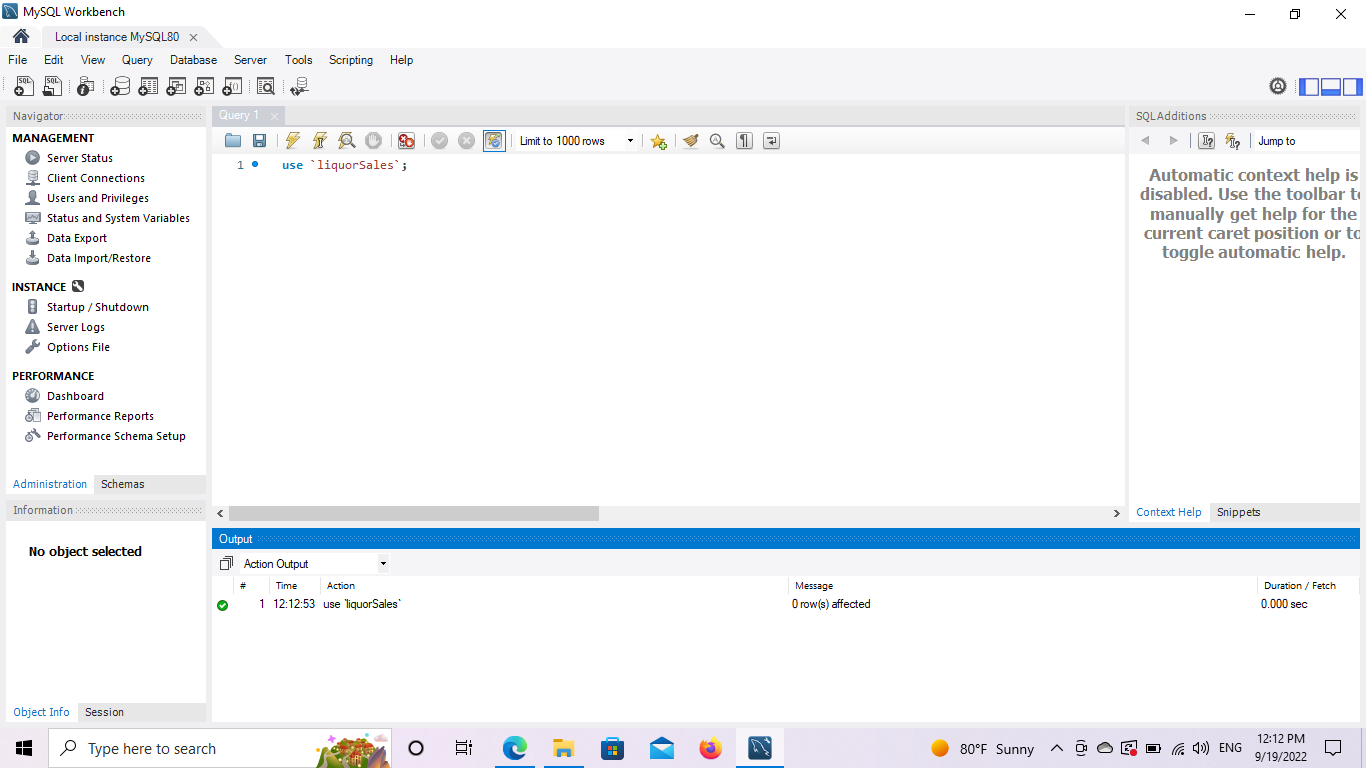 MySQL Workbench
Local instance MySQL80
File Edit View Query Database Server Tools Scripting Help
Navigator
MANAGEMENT
Server Status
Client Connections
Users and Privileges
Status and System Variables
Data Export
Data Import/Restore
INSTANCE
Startup / Shutdown
Server Logs
Options File
PERFORMANCE
Dashboard
Performance Reports
Performance Schema Setup
Administration Schemas
Information
No object selected
Object Info Session
Query 1
Limit to 1000 rows
1 use `liquorSales`;
SQLAdditions
Jump to
Automatic context help is
disabled. Use the toolbar to
manually get help for the
current caret position or to
toggle automatic help.
Context Help Snippets
Output
Action Output
# Time Action Message Duration / Fetch
1 12:12:53 use `liquorSales` 0 row(s) affected 0.000 sec
Type here to search
80°F Sunny
ENG
12:12 PM
9/19/2022